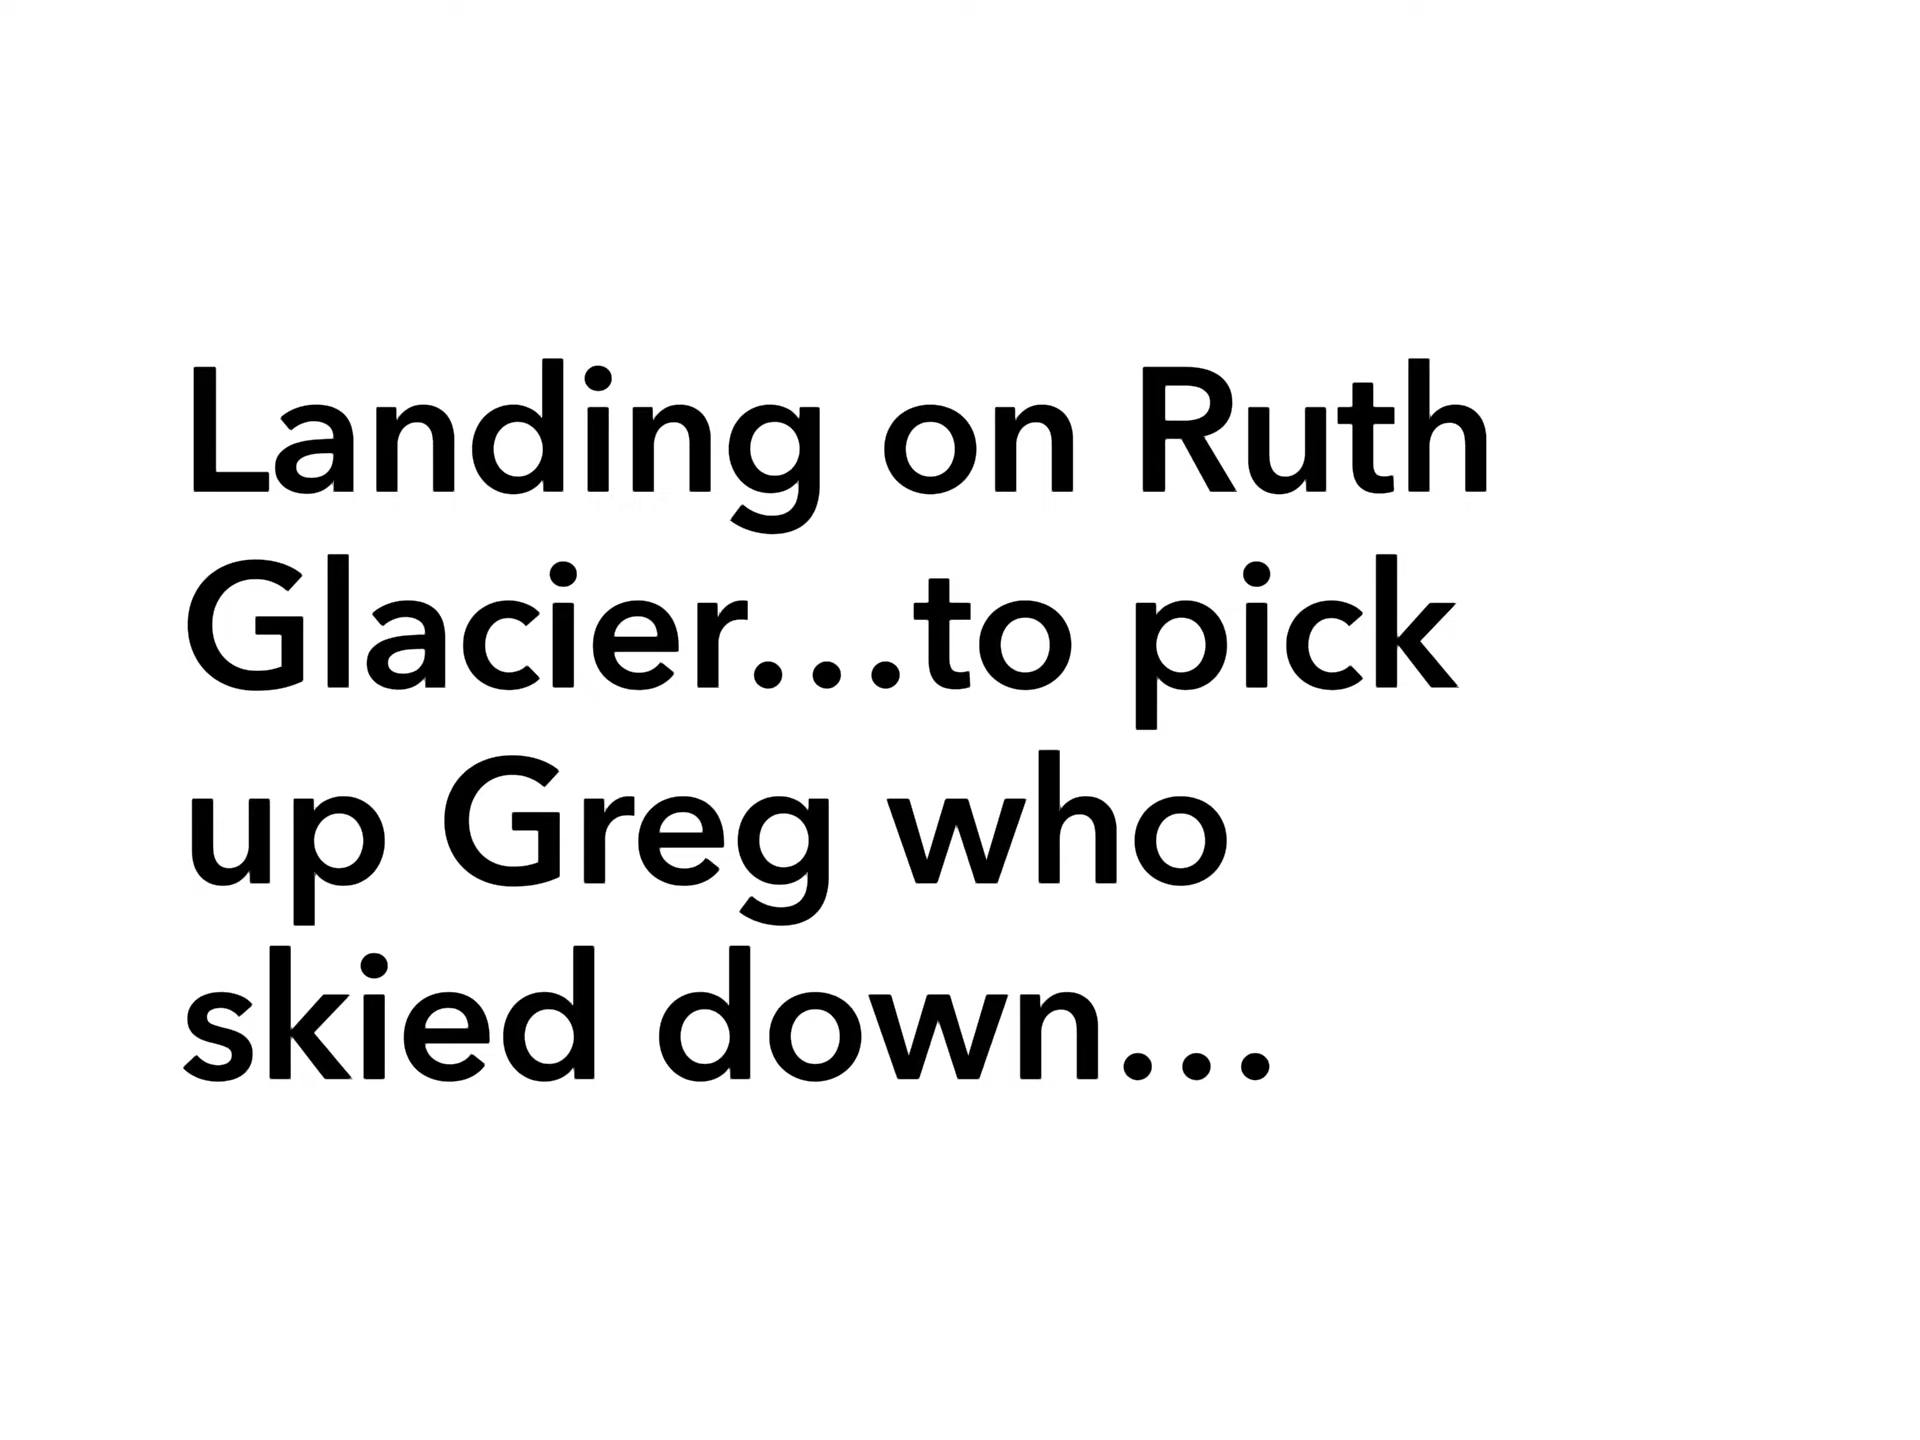 Landing on Ruth
Glacier...to pick
up Greg who
skied down...